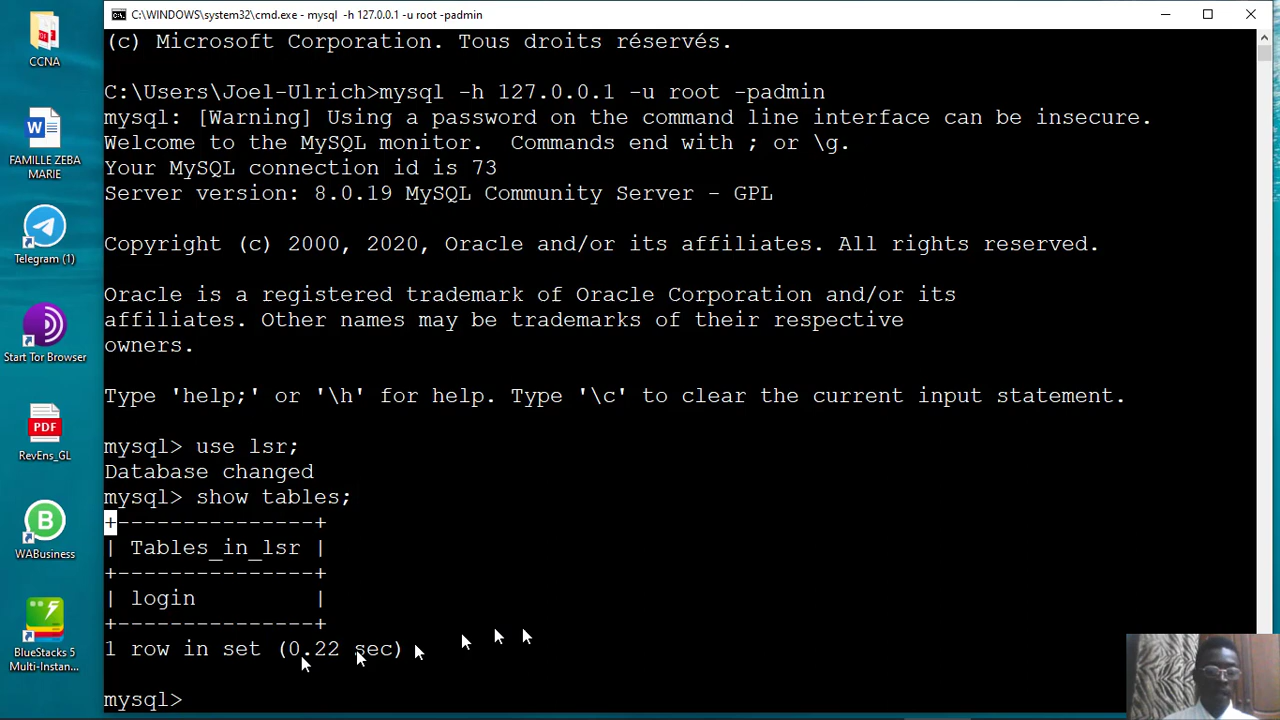 C:\WINDOWS\system32\cmd.exe - mysql -h 127.0.0.1 -u root -padmin
(c) Microsoft Corporation. Tous droits réservés.
C:\Users\Joel-Ulrich>mysql -h 127.0.0.1 -u root -padmin
mysql: [Warning] Using a password on the command line interface can be insecure.
Welcome to the MySQL monitor.  Commands end with ; or \g.
Your MySQL connection id is 73
Server version: 8.0.19 MySQL Community Server - GPL
Copyright (c) 2000, 2020, Oracle and/or its affiliates. All rights reserved.
Oracle is a registered trademark of Oracle Corporation and/or its
affiliates. Other names may be trademarks of their respective
owners.
Type 'help;' or '\h' for help. Type '\c' to clear the current input statement.
mysql> use lsr;
Database changed
mysql> show tables;
+---------------+
| Tables_in_lsr |
+---------------+
| login         |
+---------------+
1 row in set (0.22 sec)
mysql>
CCNA
FAMILLE ZEBA
MARIE
Telegram (1)
Start Tor Browser
PDF
RevEns_GL
WABusiness
BlueStacks 5
Multi-Instan...